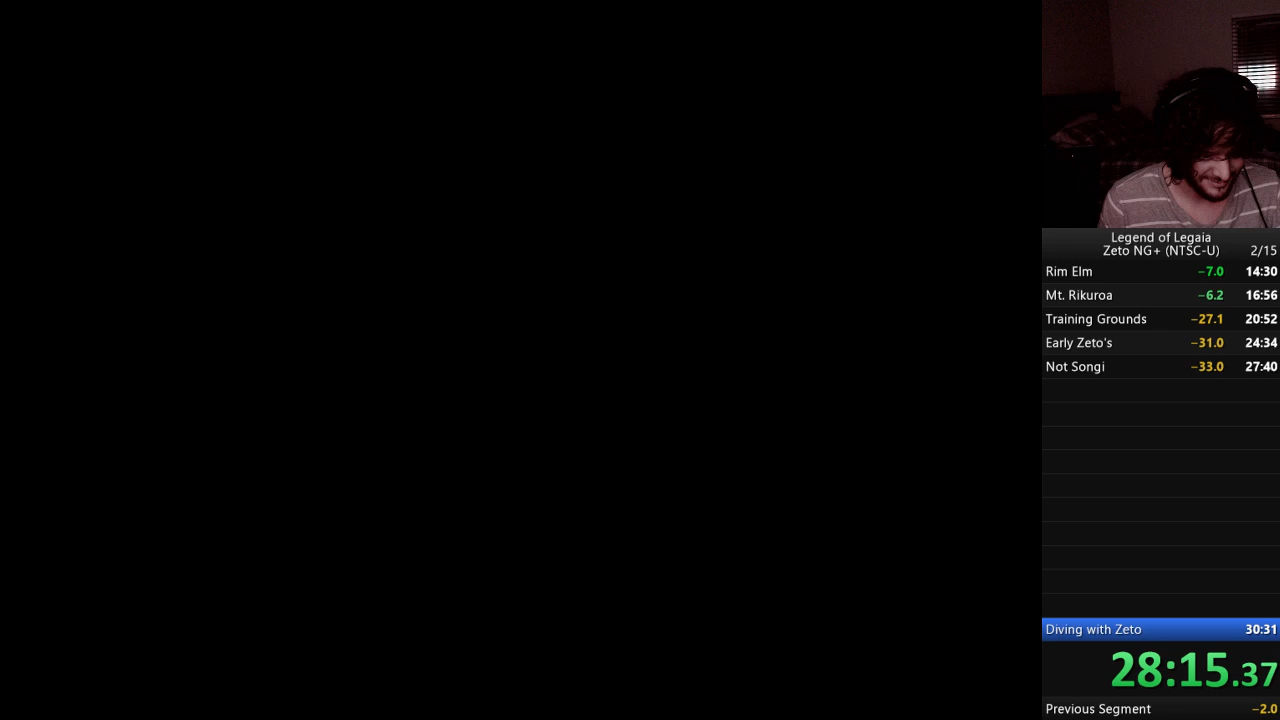 Legend of Legaia
Zeto NG+ (NTSC-U) 2/15
Rim Elm −7.0 14:30
Mt. Rikuroa −6.2 16:56
Training Grounds −27.1 20:52
Early Zeto's −31.0 24:34
Not Songi −33.0 27:40
Diving with Zeto 30:31
28:15.37
Previous Segment −2.0